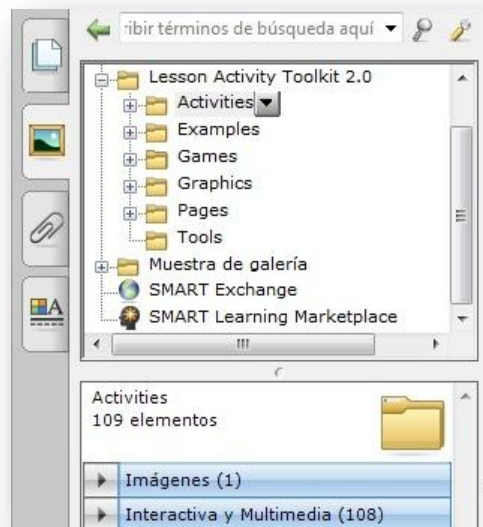 ribir términos de búsqueda aquí
Lesson Activity Toolkit 2.0
Activities
Examples
Games
Graphics
Pages
Tools
Muestra de galería
SMART Exchange
SMART Learning Marketplace
Activities
109 elementos
Imágenes (1)
Interactiva y Multimedia (108)